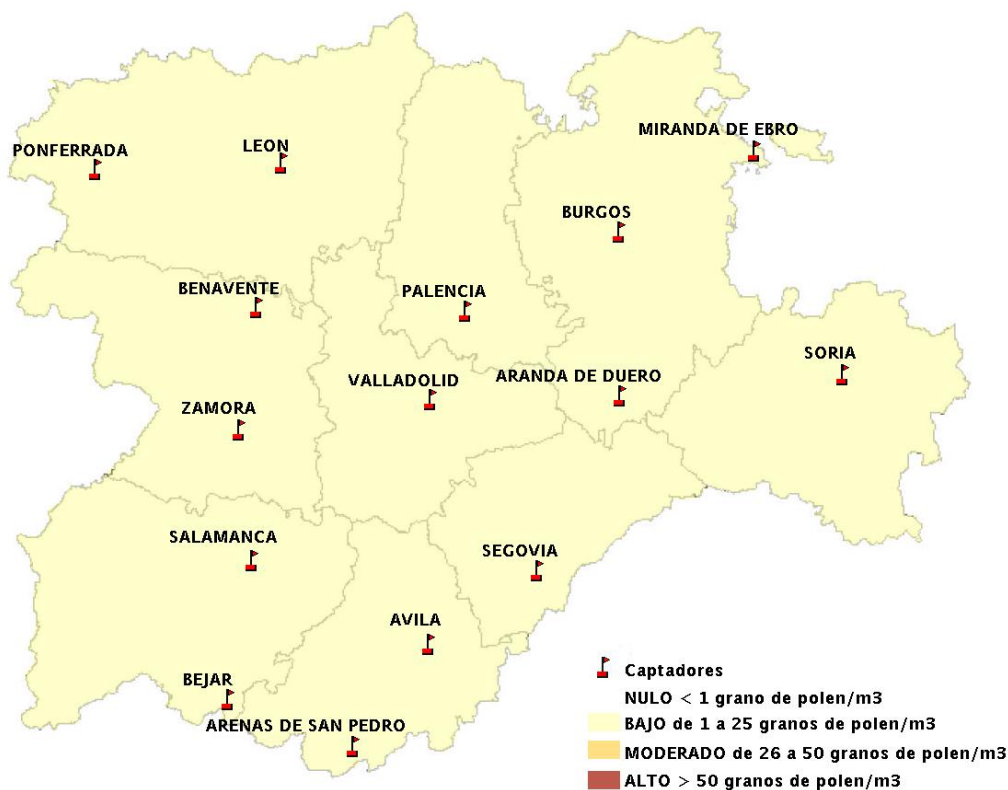 MIRANDA DE EBRO
PONFERRADA
LEON
BURGOS
BENAVENTE
PALENCIA
SORIA
VALLADOLID
ARANDA DE DUERO
ZAMORA
SALAMANCA
SEGOVIA
AVILA
BEJAR
ARENAS DE SAN PEDRO
Captadores
NULO < 1 grano de polen/m3
BAJO de 1 a 25 granos de polen/m3
MODERADO de 26 a 50 granos de polen/m3
ALTO > 50 granos de polen/m3